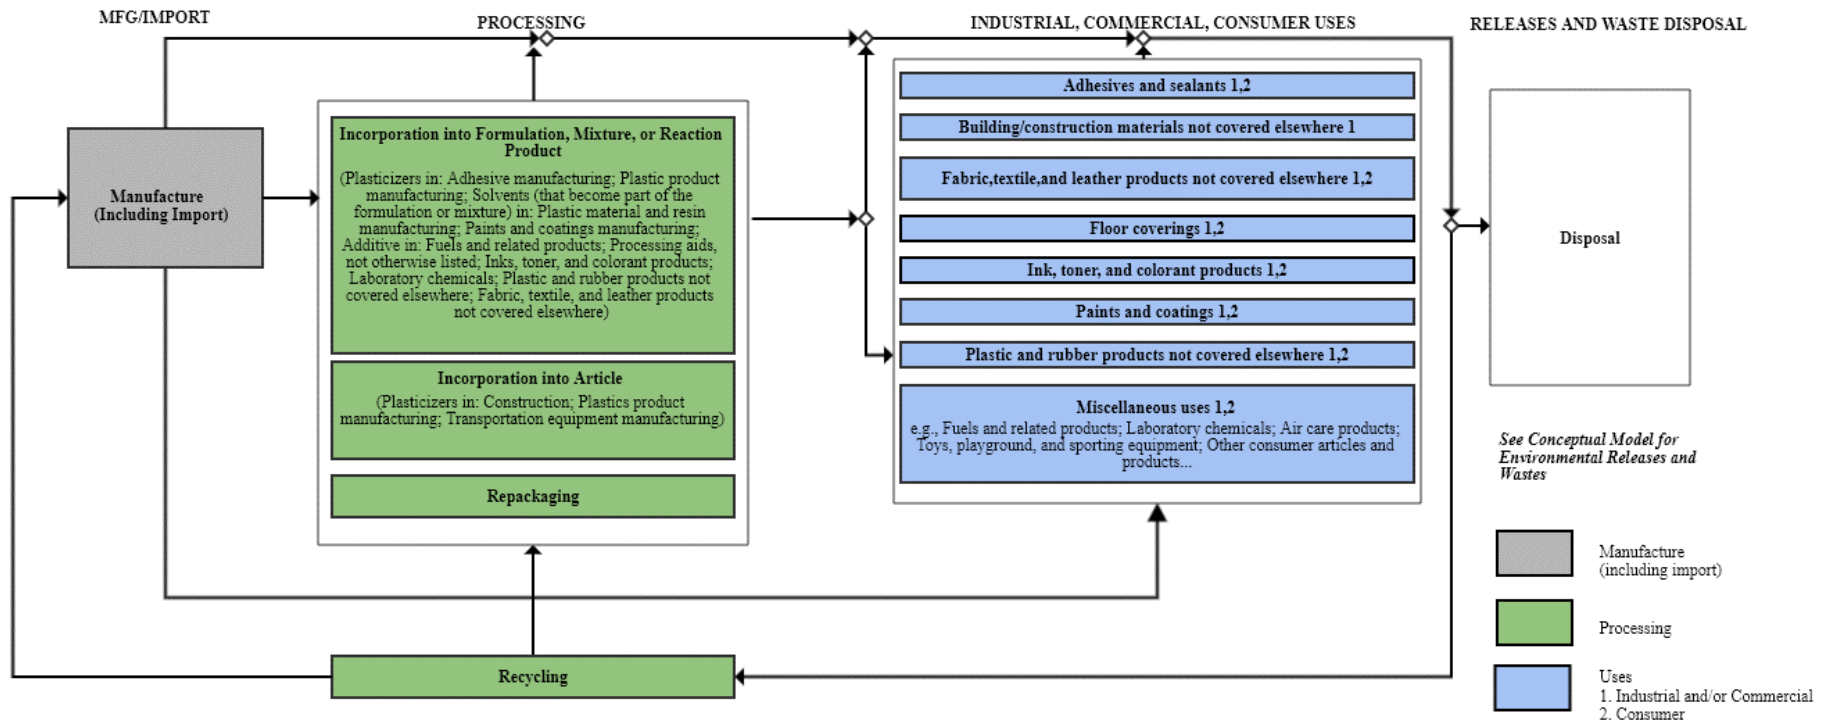 MFG/IMPORT
PROCESSING
INDUSTRIAL, COMMERCIAL, CONSUMER USES
RELEASES AND WASTE DISPOSAL
Manufacture
(Including Import)
Incorporation into Formulation, Mixture, or Reaction
Product
(Plasticizers in: Adhesive manufacturing; Plastic product
manufacturing; Solvents (that become part of the
formulation or mixture) in: Plastic material and resin
manufacturing; Paints and coatings manufacturing;
Additive in: Fuels and related products; Processing aids,
not otherwise listed; Inks, toner, and colorant products;
Laboratory chemicals; Plastic and rubber products not
covered elsewhere; Fabric, textile, and leather products
not covered elsewhere)
Incorporation into Article
(Plasticizers in: Construction; Plastics product
manufacturing; Transportation equipment manufacturing)
Repackaging
Recycling
Adhesives and sealants 1,2
Building/construction materials not covered elsewhere 1
Fabric,textile,and leather products not covered elsewhere 1,2
Floor coverings 1,2
Ink, toner, and colorant products 1,2
Paints and coatings 1,2
Plastic and rubber products not covered elsewhere 1,2
Miscellaneous uses 1,2
e.g., Fuels and related products; Laboratory chemicals; Air care products;
Toys, playground, and sporting equipment; Other consumer articles and
products...
Disposal
See Conceptual Model for
Environmental Releases and
Wastes
Manufacture
(including import)
Processing
Uses
1. Industrial and/or Commercial
2. Consumer